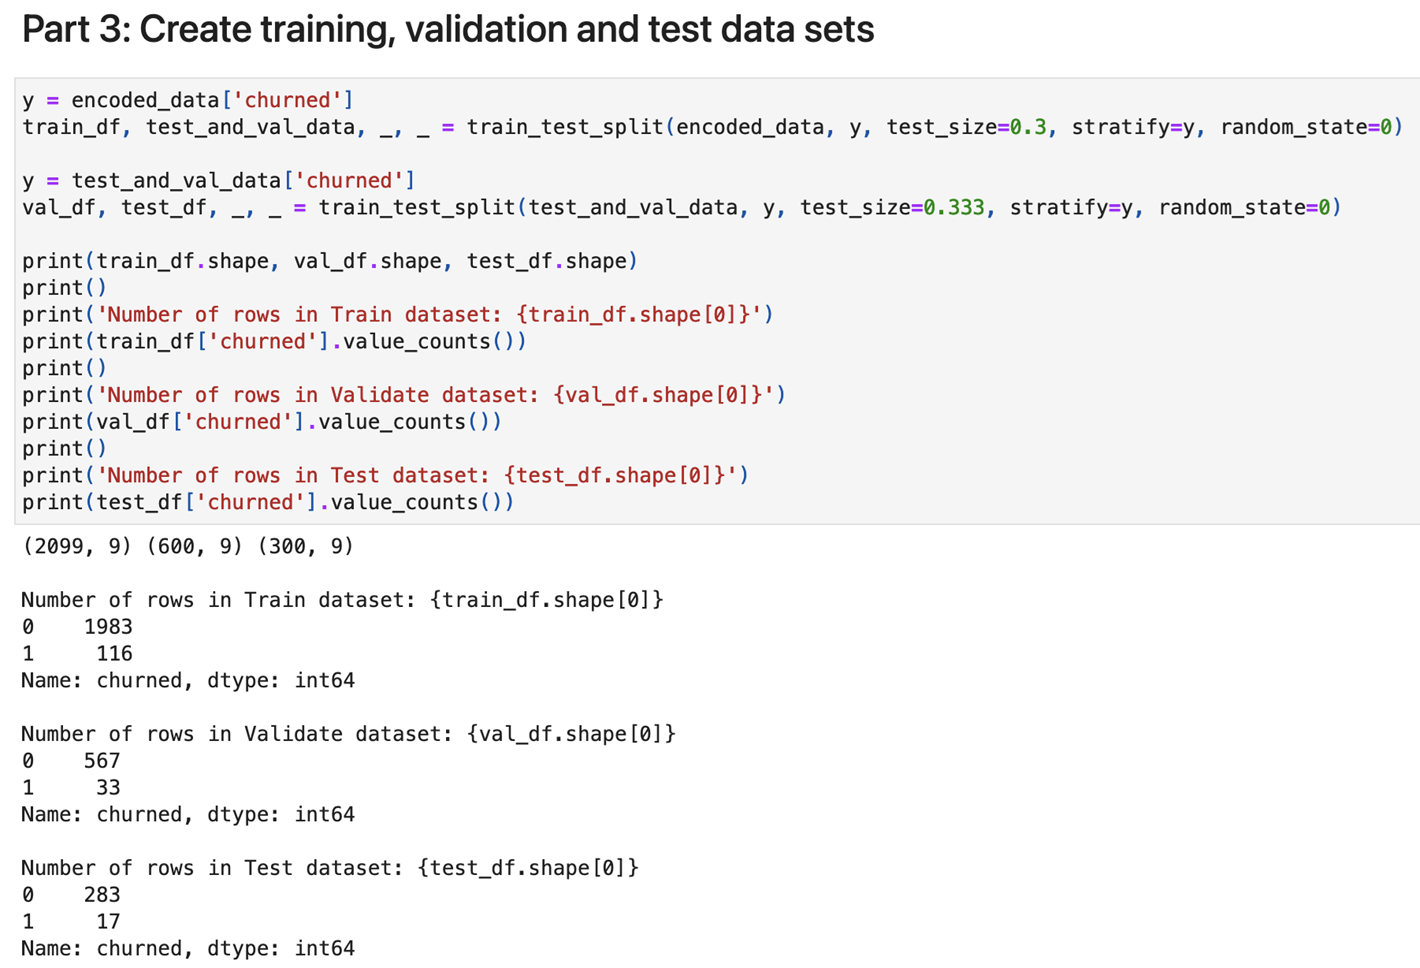 Part 3: Create training, validation and test data sets
y = encoded_data['churned']
train_df, test_and_val_data, _, _ = train_test_split(encoded_data, y, test_size=0.3, stratify=y, random_state=0)
y = test_and_val_data['churned']
val_df, test_df, _, _ = train_test_split(test_and_val_data, y, test_size=0.333, stratify=y, random_state=0)
print(train_df.shape, val_df.shape, test_df.shape)
print()
print('Number of rows in Train dataset: {train_df.shape[0]}')
print(train_df['churned'].value_counts())
print()
print('Number of rows in Validate dataset: {val_df.shape[0]}')
print(val_df['churned'].value_counts())
print()
print('Number of rows in Test dataset: {test_df.shape[0]}')
print(test_df['churned'].value_counts())
(2099, 9) (600, 9) (300, 9)
Number of rows in Train dataset: {train_df.shape[0]}
0    1983
1     116
Name: churned, dtype: int64
Number of rows in Validate dataset: {val_df.shape[0]}
0    567
1     33
Name: churned, dtype: int64
Number of rows in Test dataset: {test_df.shape[0]}
0    283
1     17
Name: churned, dtype: int64